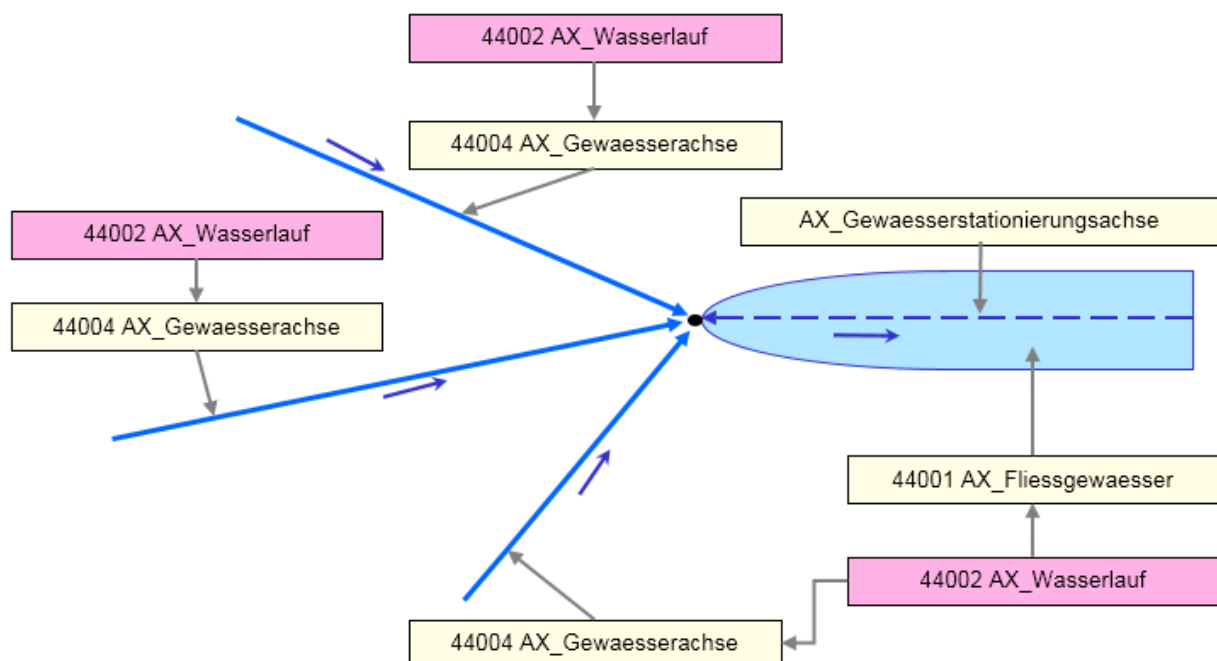 44002 AX_Wasserlauf
44004 AX_Gewaesserachse
44002 AX_Wasserlauf
44004 AX_Gewaesserachse
AX_Gewaesserstationierungsachse
44001 AX_Fliessgewaesser
44002 AX_Wasserlauf
44004 AX_Gewaesserachse